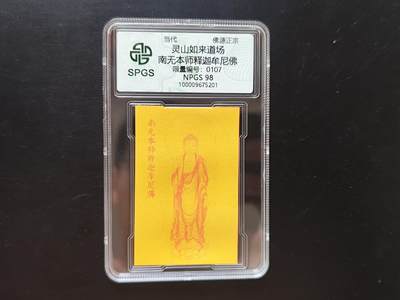 当代 佛源正宗
灵山如来道场
南无本师释迦牟尼佛
限量编号：0107
NPGS 98
100009675201
SPGS
南无本师释迦牟尼佛